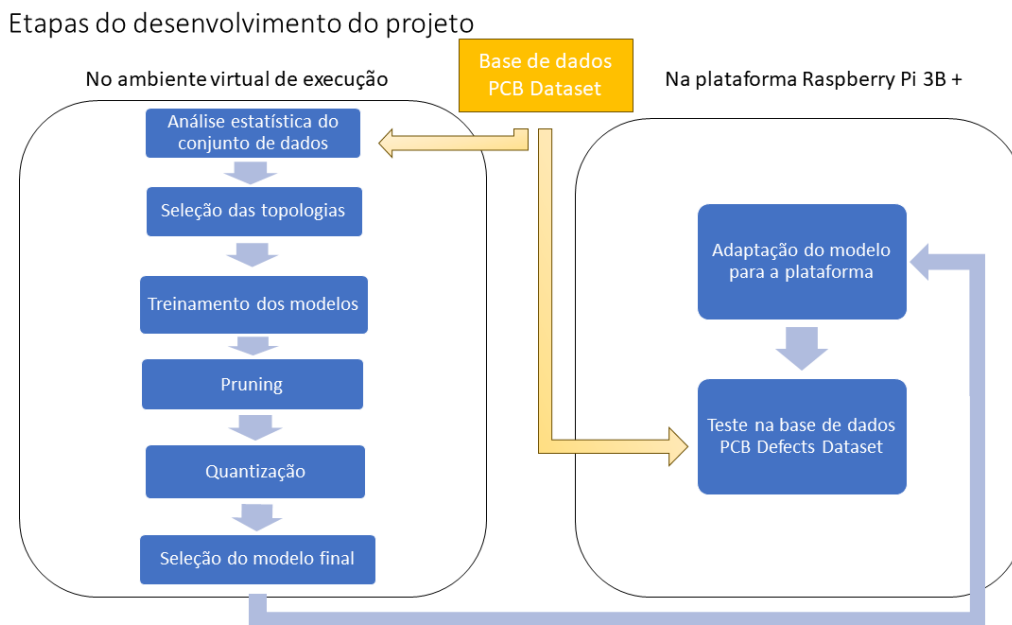 Etapas do desenvolvimento do projeto
Base de dados
PCB Dataset
No ambiente virtual de execução
Na plataforma Raspberry Pi 3B +
Análise estatística do
conjunto de dados
Seleção das topologias
Treinamento dos modelos
Pruning
Quantização
Seleção do modelo final
Adaptação do modelo
para a plataforma
Teste na base de dados
PCB Defects Dataset